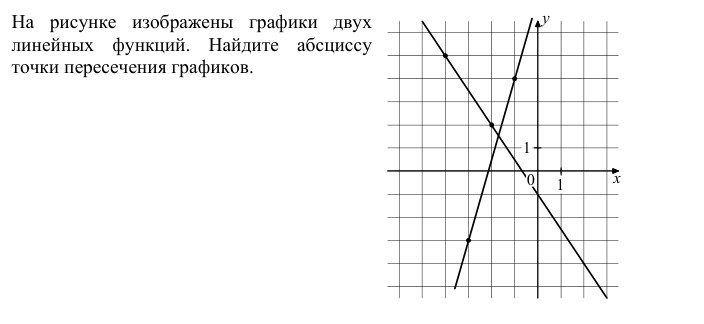 На рисунке изображены графики двух
линейных функций. Найдите абсциссу
точки пересечения графиков.
y
1
0
1
x